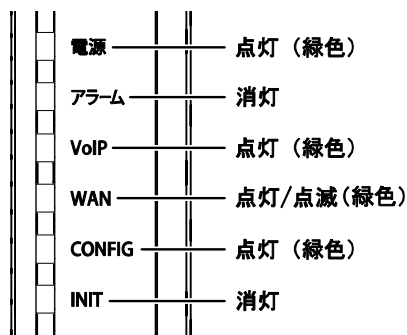 電源 点灯（緑色）
アラーム 消灯
VoIP 点灯（緑色）
WAN 点灯/点滅（緑色）
CONFIG 点灯（緑色）
INIT 消灯